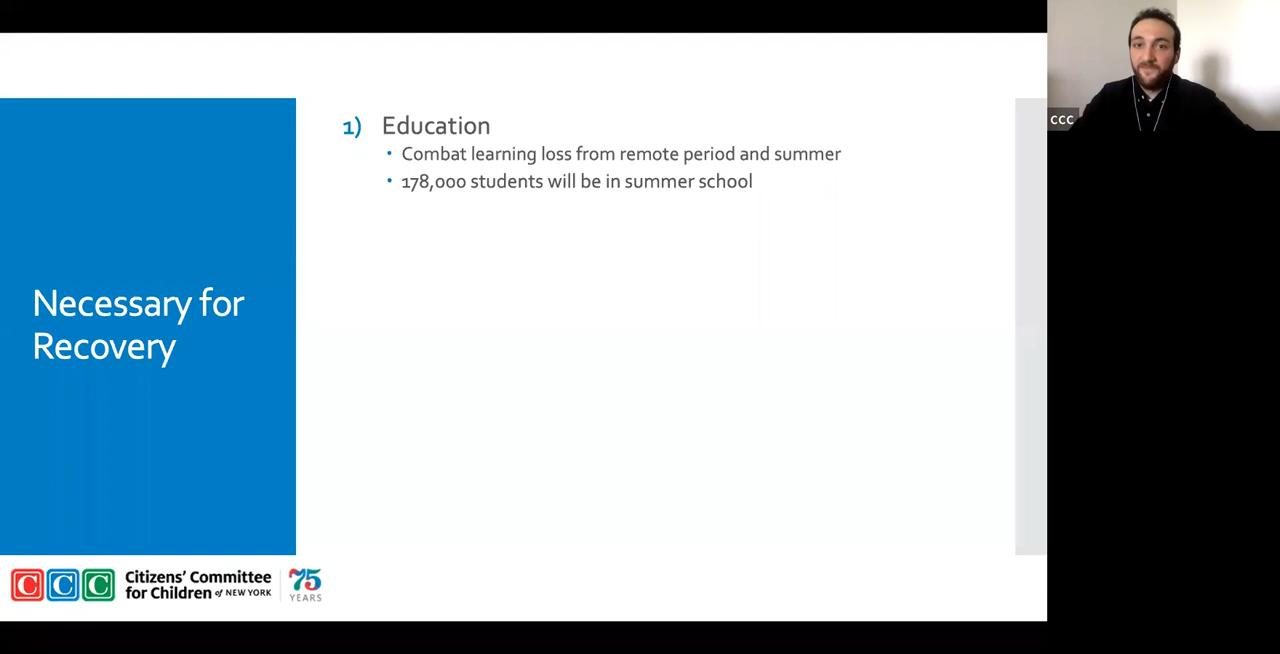 1) Education
• Combat learning loss from remote period and summer
• 178,000 students will be in summer school
Necessary for
Recovery
C C C
Citizens' Committee
for Children of NEW YORK
75
YEARS
ccc